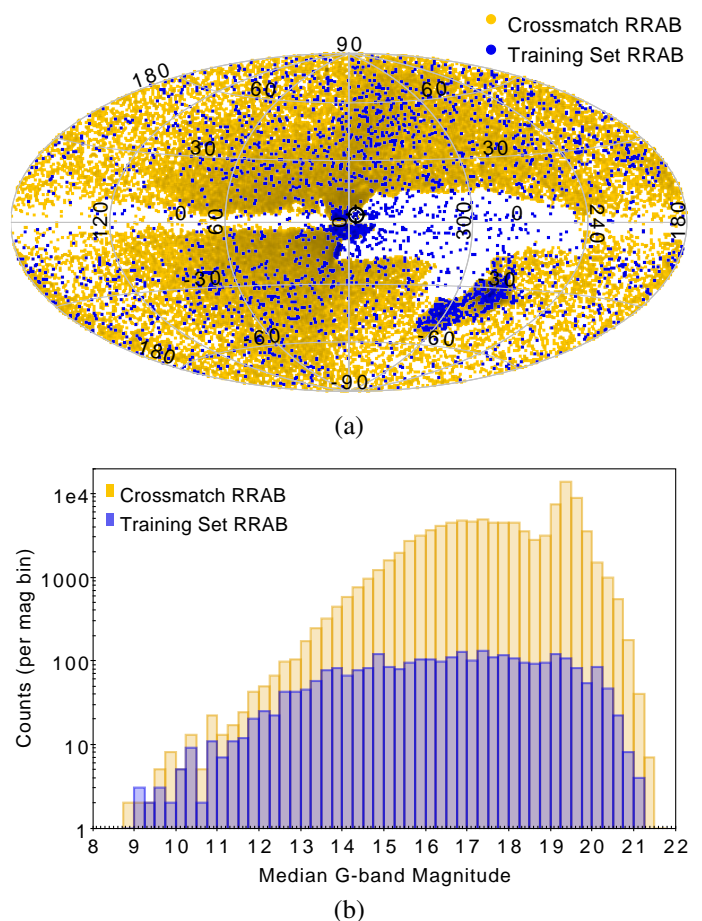 Crossmatch RRAB
Training Set RRAB
90
180
60
60
30
30
120
0
60
0
300
0
240
180
-30
-30
-60
-60
180
-90
(a)
Crossmatch RRAB
Training Set RRAB
1e4
1000
100
10
1
Counts (per mag bin)
8 9 10 11 12 13 14 15 16 17 18 19 20 21 22
Median G-band Magnitude
(b)